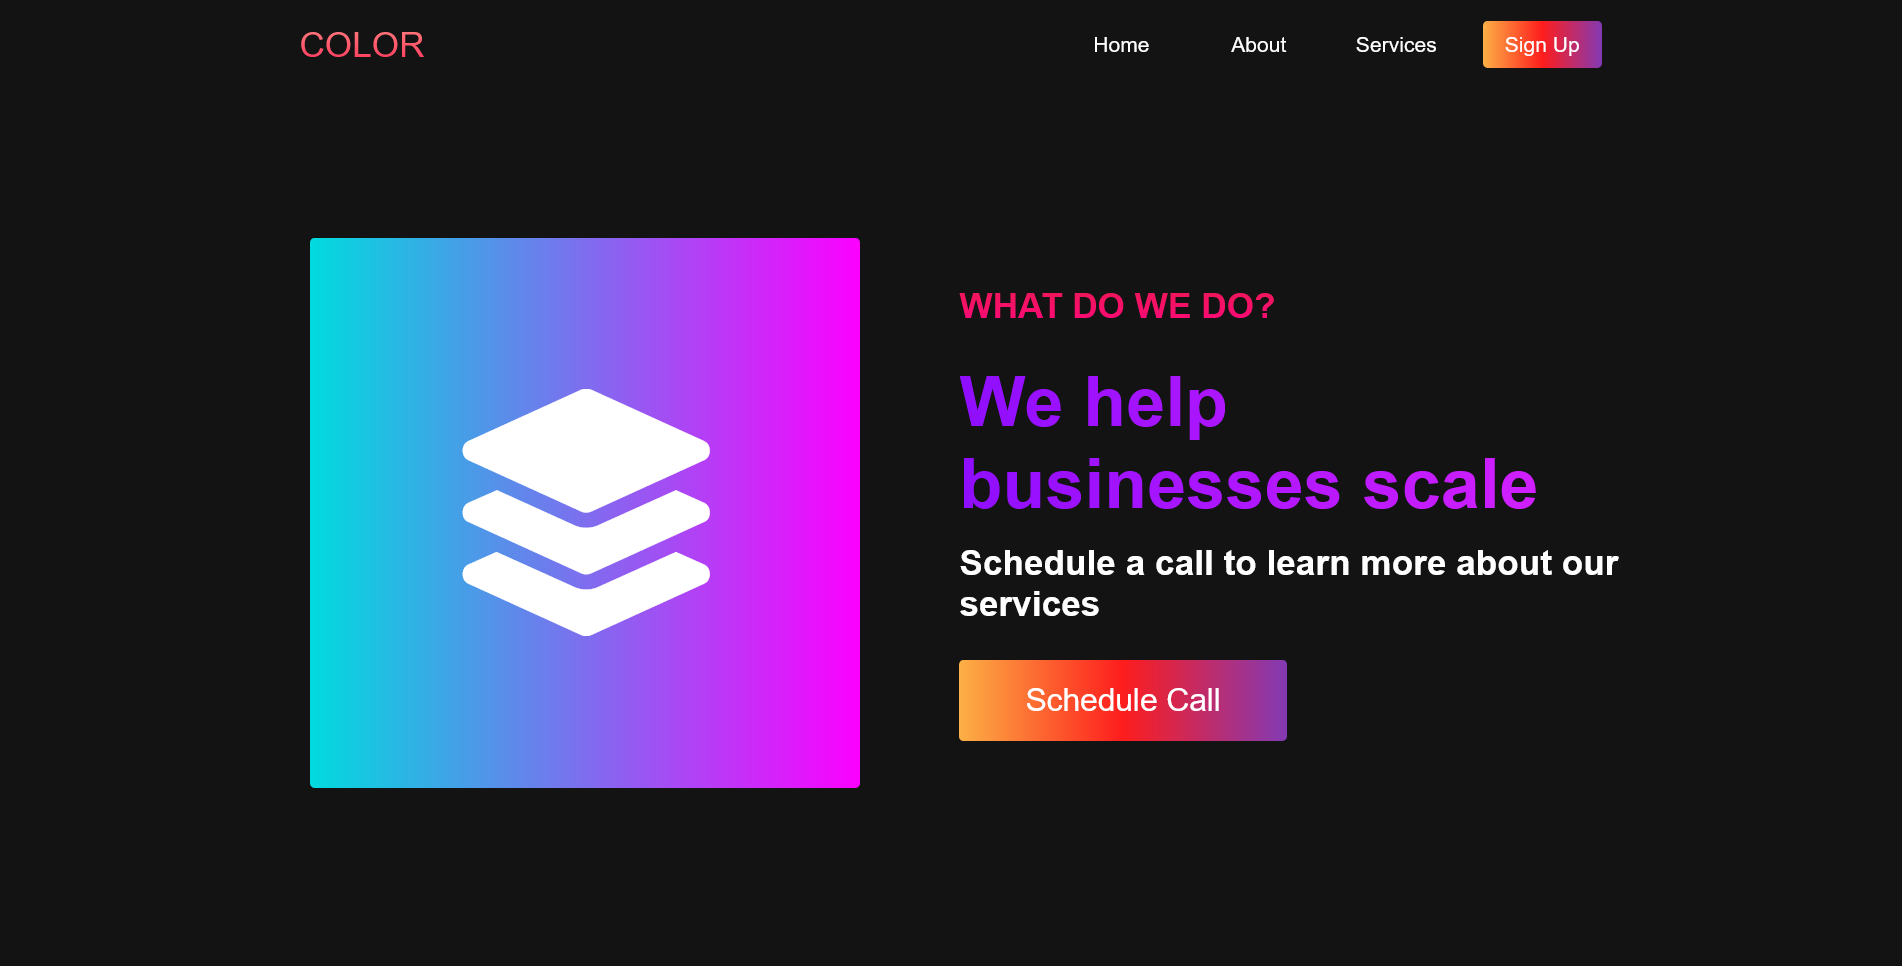 COLOR
Home
About
Services
Sign Up
WHAT DO WE DO?
We help
businesses scale
Schedule a call to learn more about our
services
Schedule Call